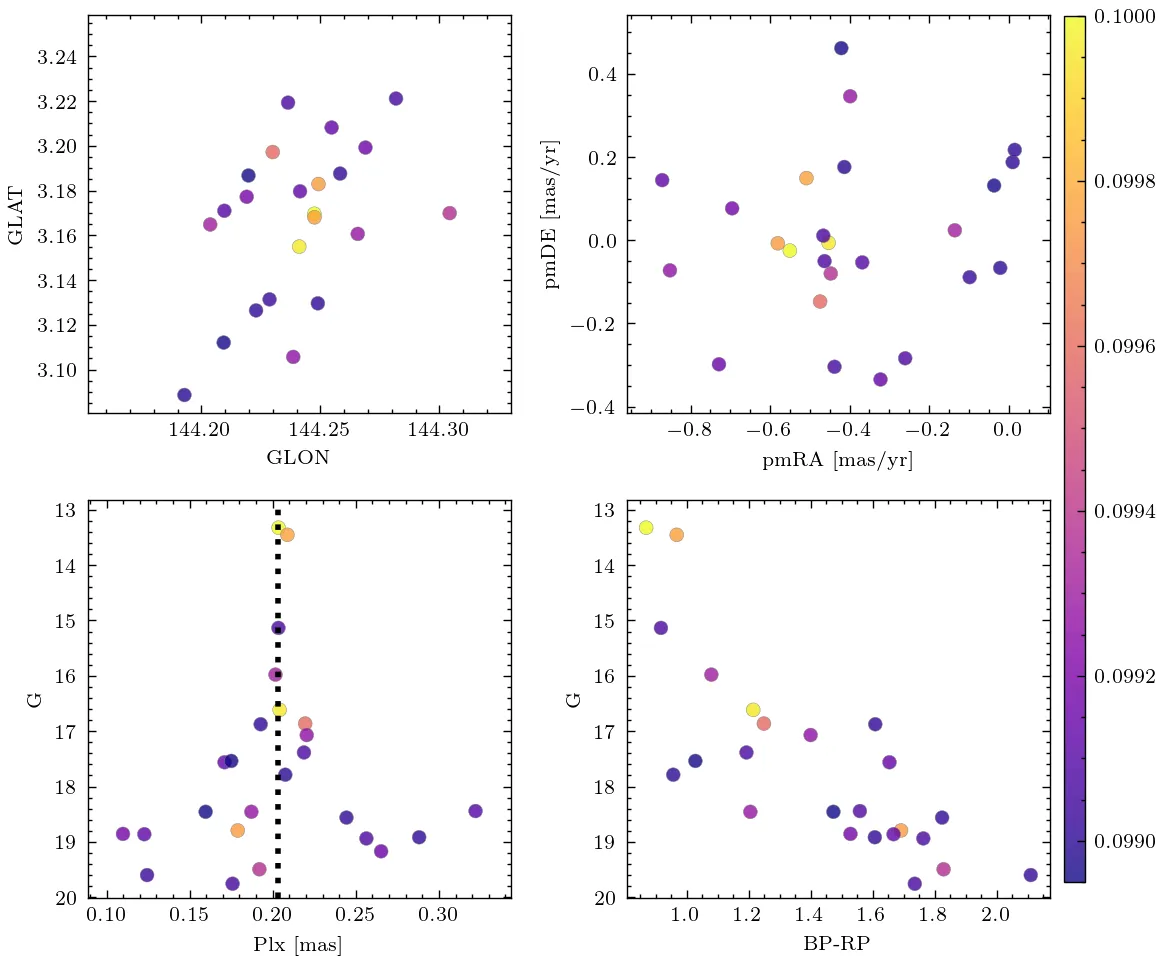 3.24
3.22
3.20
3.18
3.16
3.14
3.12
3.10
GLAT
144.20 144.25 144.30
GLON
0.4
0.2
0.0
−0.2
−0.4
pmDE [mas/yr]
−0.8 −0.6 −0.4 −0.2 0.0
pmRA [mas/yr]
13
14
15
16
17
18
19
20
G
0.10 0.15 0.20 0.25 0.30
Plx [mas]
13
14
15
16
17
18
19
20
G
1.0 1.2 1.4 1.6 1.8 2.0
BP-RP
0.1000
0.0998
0.0996
0.0994
0.0992
0.0990